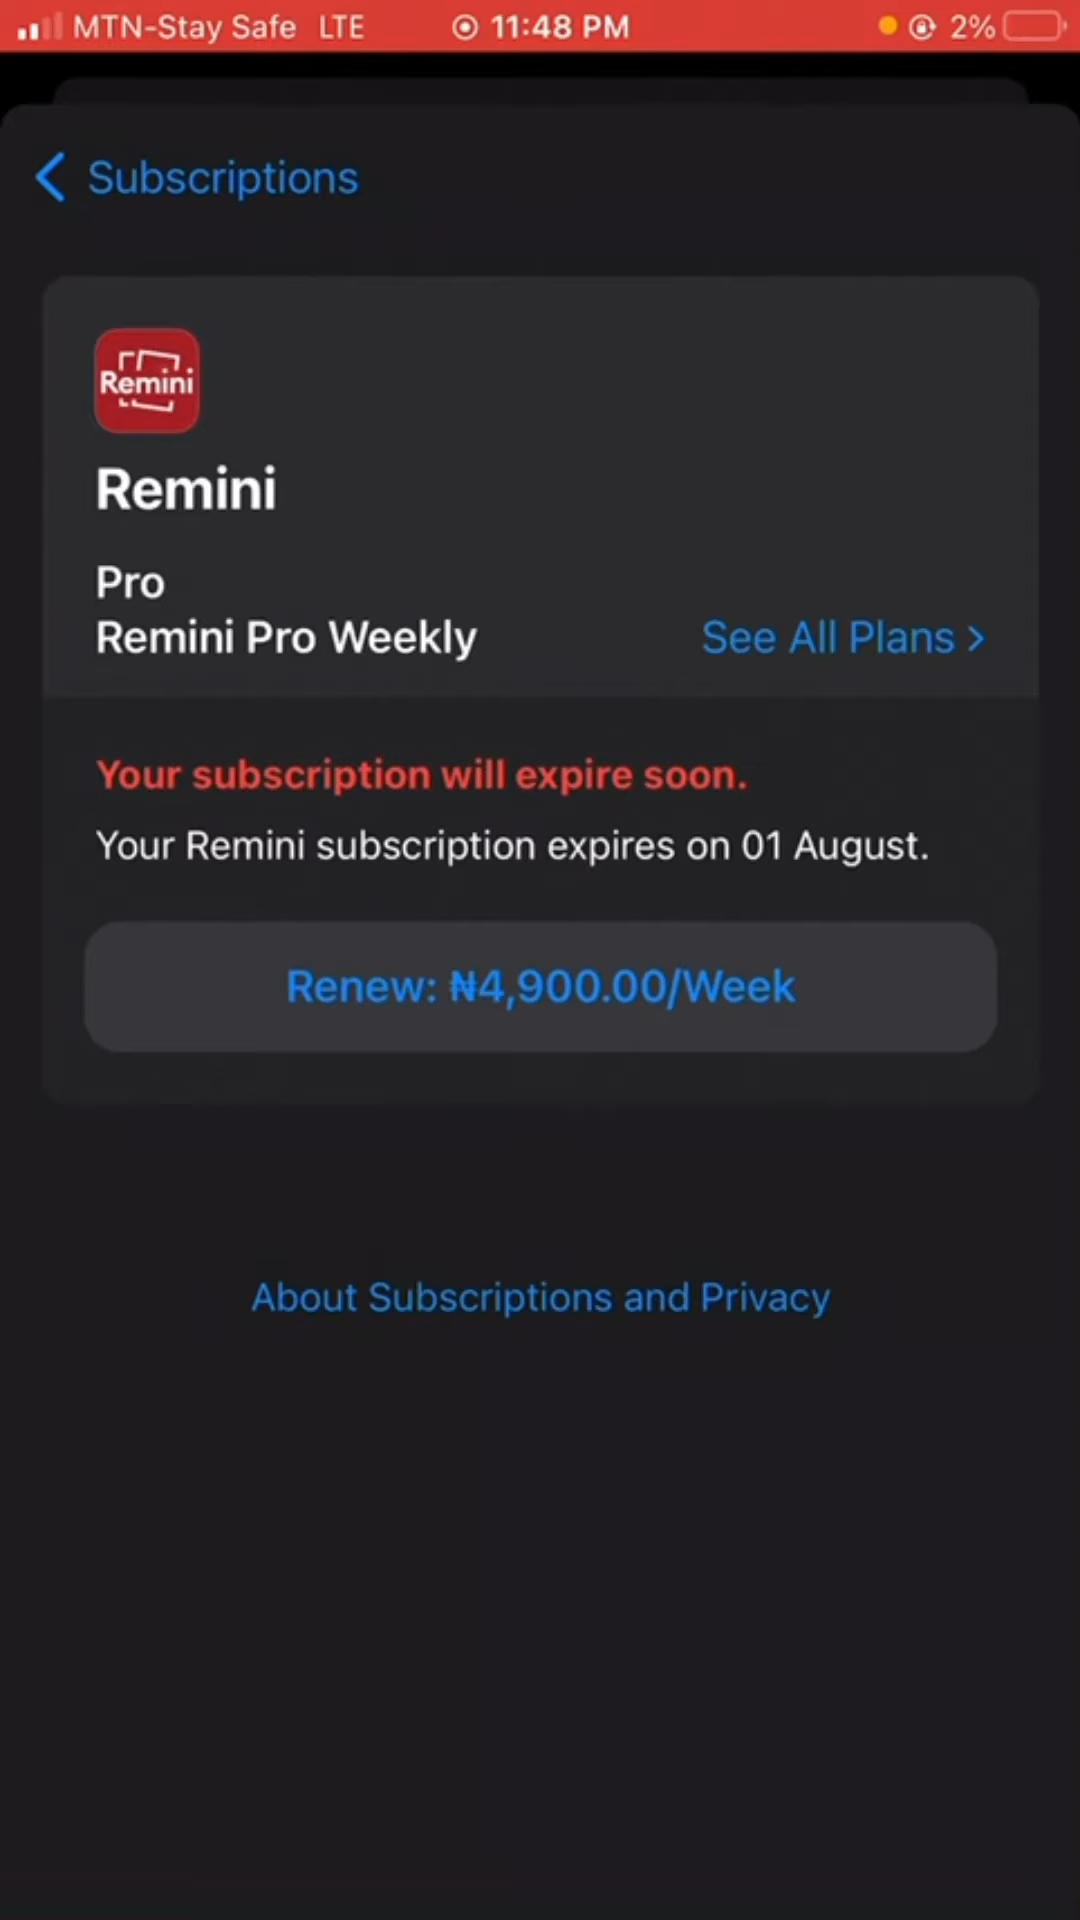 MTN-Stay Safe LTE 11:48 PM 2%
Subscriptions
Remini
Remini
Pro
Remini Pro Weekly See All Plans
Your subscription will expire soon.
Your Remini subscription expires on 01 August.
Renew: ₦4,900.00/Week
About Subscriptions and Privacy